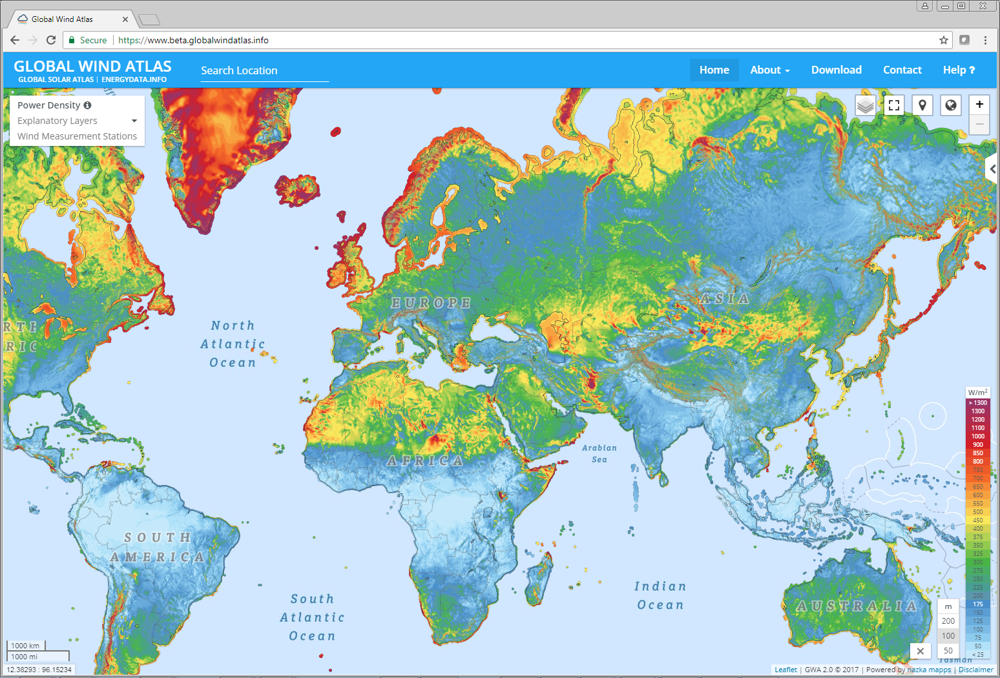 Global Wind Atlas
Secure
https://www.beta.globalwindatlas.info
GLOBAL WIND ATLAS
GLOBAL SOLAR ATLAS | ENERGYDATA.INFO
Search Location
Home
About
Download
Contact
Help ?
Power Density
Explanatory Layers
Wind Measurement Stations
+
−
EUROPE
ASIA
RTH
RIC
North
Atlantic
Ocean
Arabian
Sea
AFRICA
SOUTH
AMERICA
South
Atlantic
Ocean
Indian
Ocean
AUSTRALIA
Tasman
W/m²
> 1300
1300
1200
1100
1000
900
850
800
750
700
650
600
550
500
450
400
375
350
325
300
275
250
225
200
175
150
125
100
75
50
< 25
m
200
100
50
1000 km
1000 mi
12.38293 : 96.15234
Leaflet | GWA 2.0 © 2017 | Powered by nazka mapps | Disclaimer